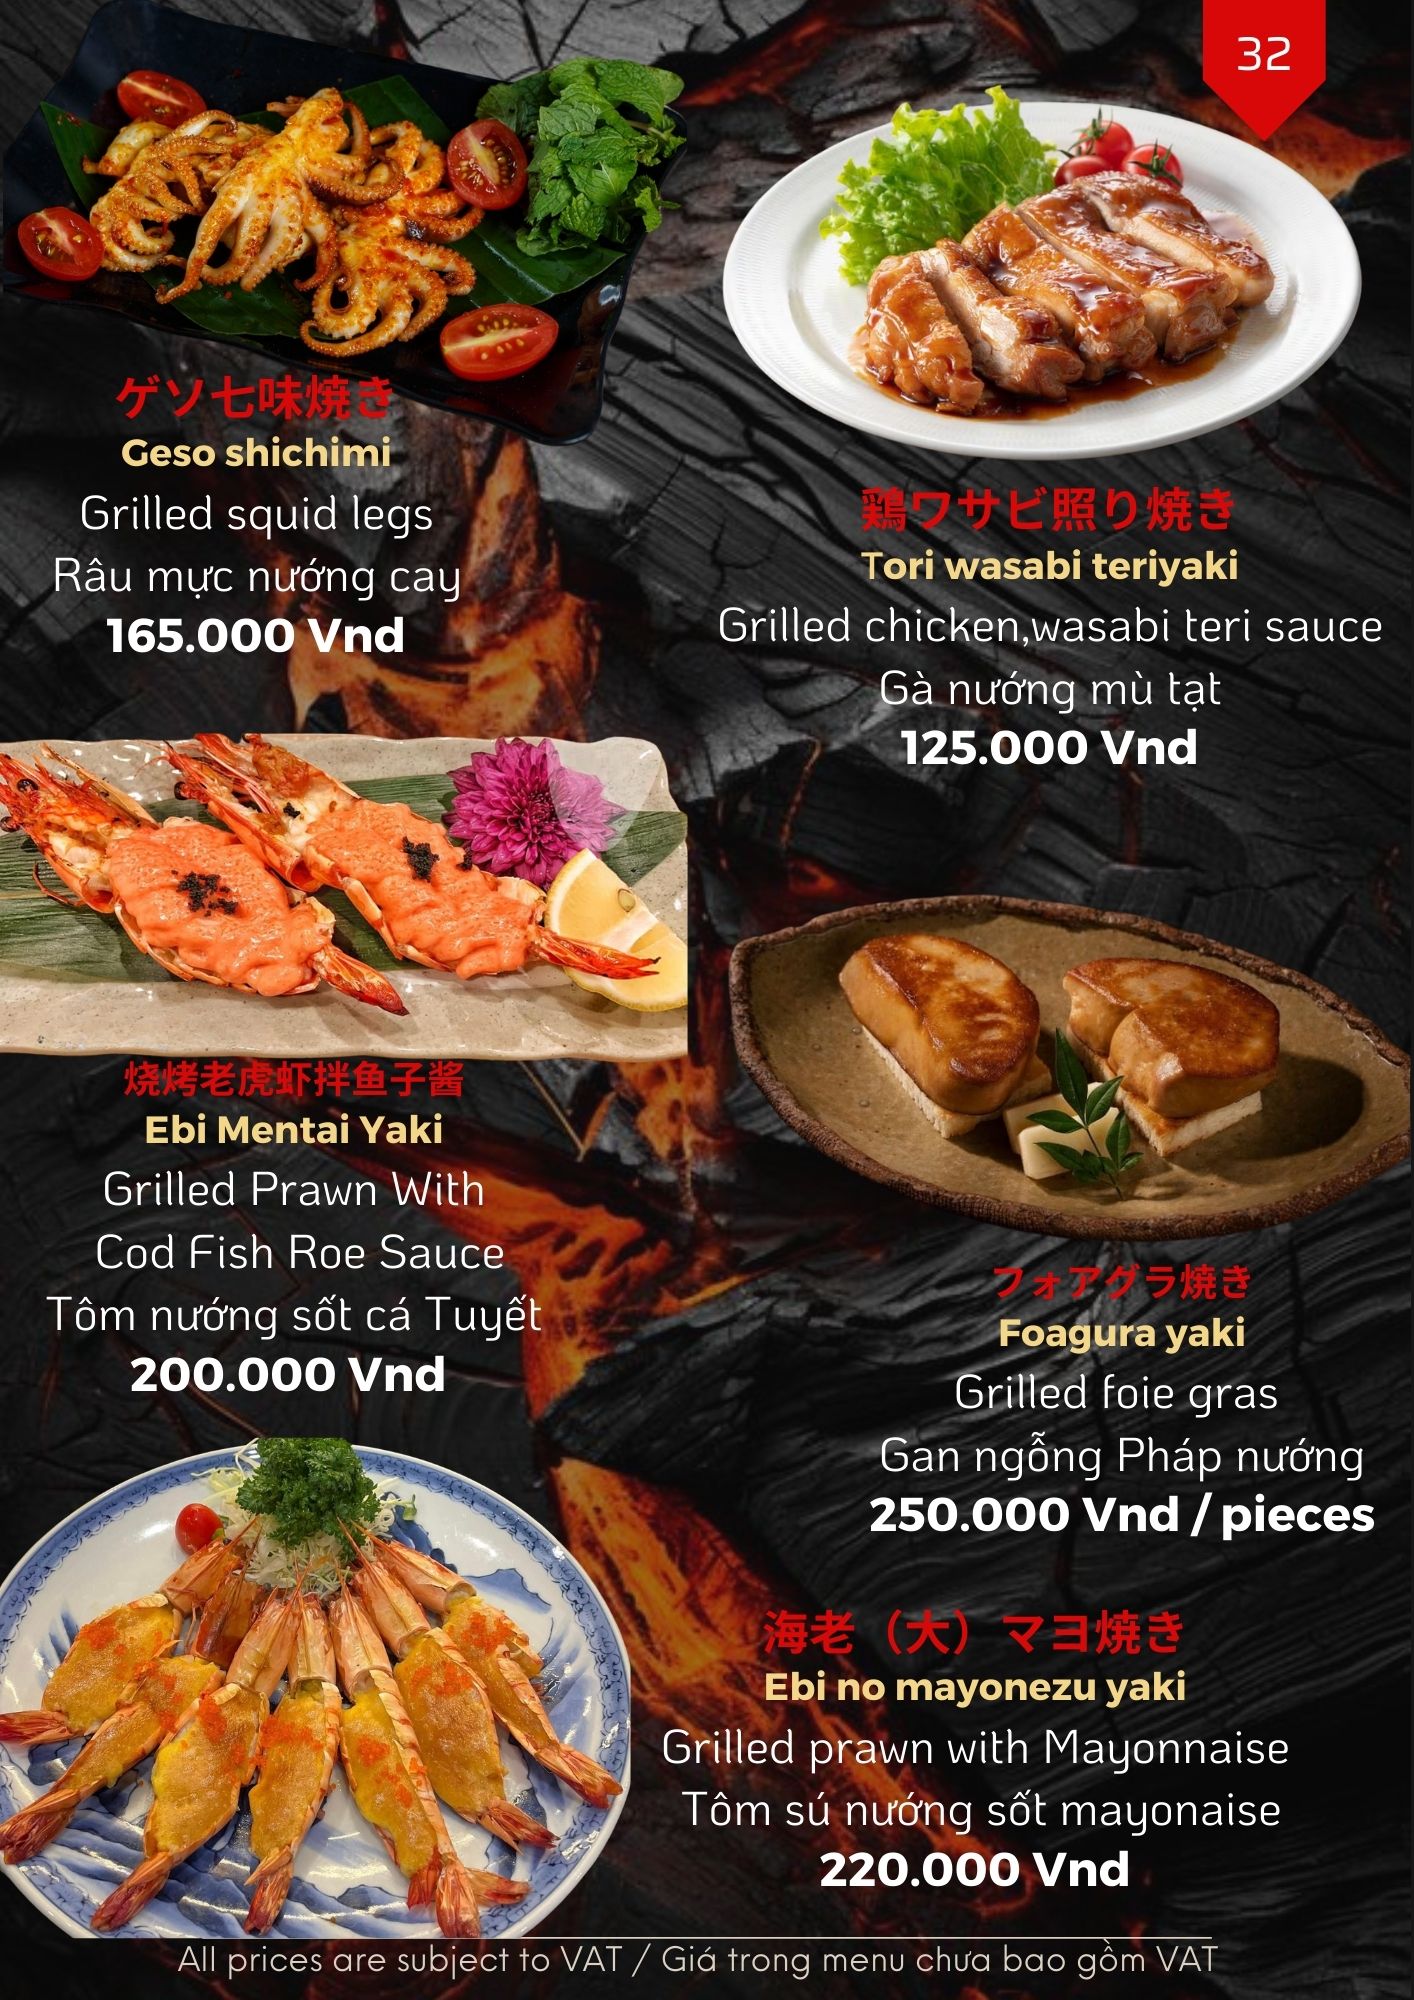 32
ゲソ七味焼き
Geso shichimi
Grilled squid legs
Râu mực nướng cay
165.000 Vnd
鶏ワサビ照り焼き
Tori wasabi teriyaki
Grilled chicken,wasabi teri sauce
Gà nướng mù tạt
125.000 Vnd
烧烤老虎虾拌鱼子酱
Ebi Mentai Yaki
Grilled Prawn With
Cod Fish Roe Sauce
Tôm nướng sốt cá Tuyết
200.000 Vnd
フォアグラ焼き
Foagura yaki
Grilled foie gras
Gan ngỗng Pháp nướng
250.000 Vnd / pieces
海老（大）マヨ焼き
Ebi no mayonezu yaki
Grilled prawn with Mayonnaise
Tôm sú nướng sốt mayonaise
220.000 Vnd
All prices are subject to VAT / Giá trong menu chưa bao gồm VAT